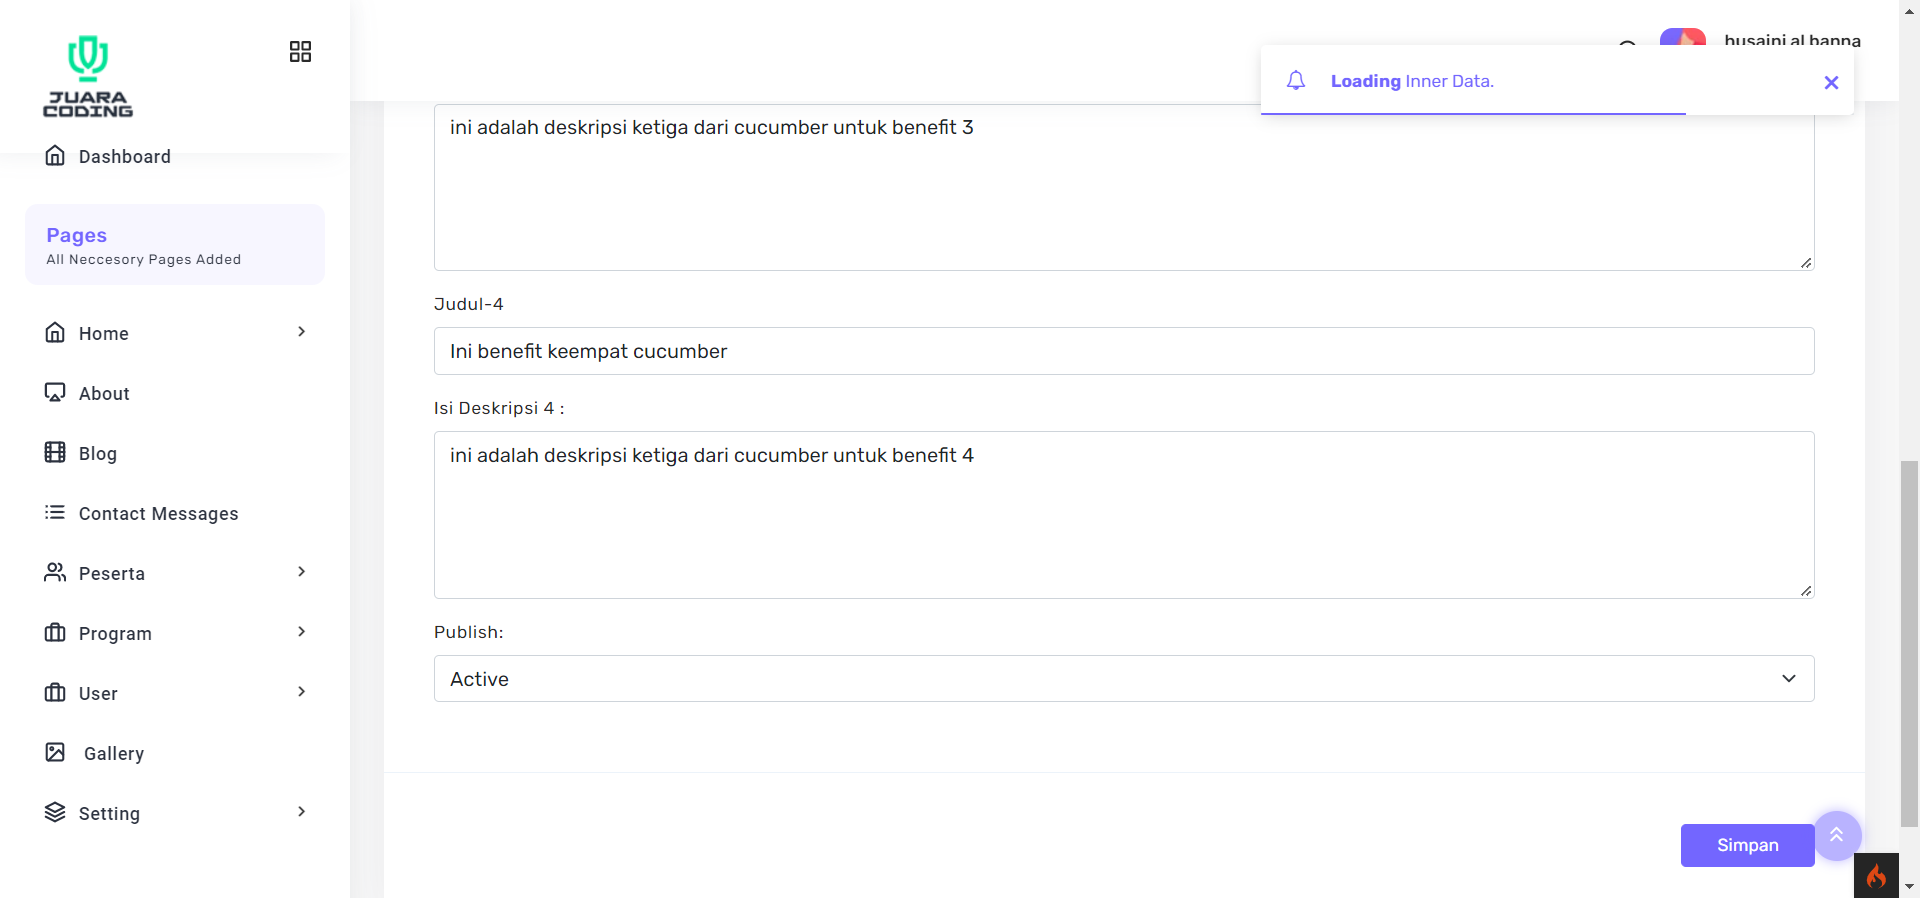 JUARA
CODING
husaini al banna
Loading Inner Data.
Dashboard
Pages
All Neccesory Pages Added
Home
About
Blog
Contact Messages
Peserta
Program
User
Gallery
Setting
ini adalah deskripsi ketiga dari cucumber untuk benefit 3
Judul-4
Ini benefit keempat cucumber
Isi Deskripsi 4 :
ini adalah deskripsi ketiga dari cucumber untuk benefit 4
Publish:
Active
Simpan